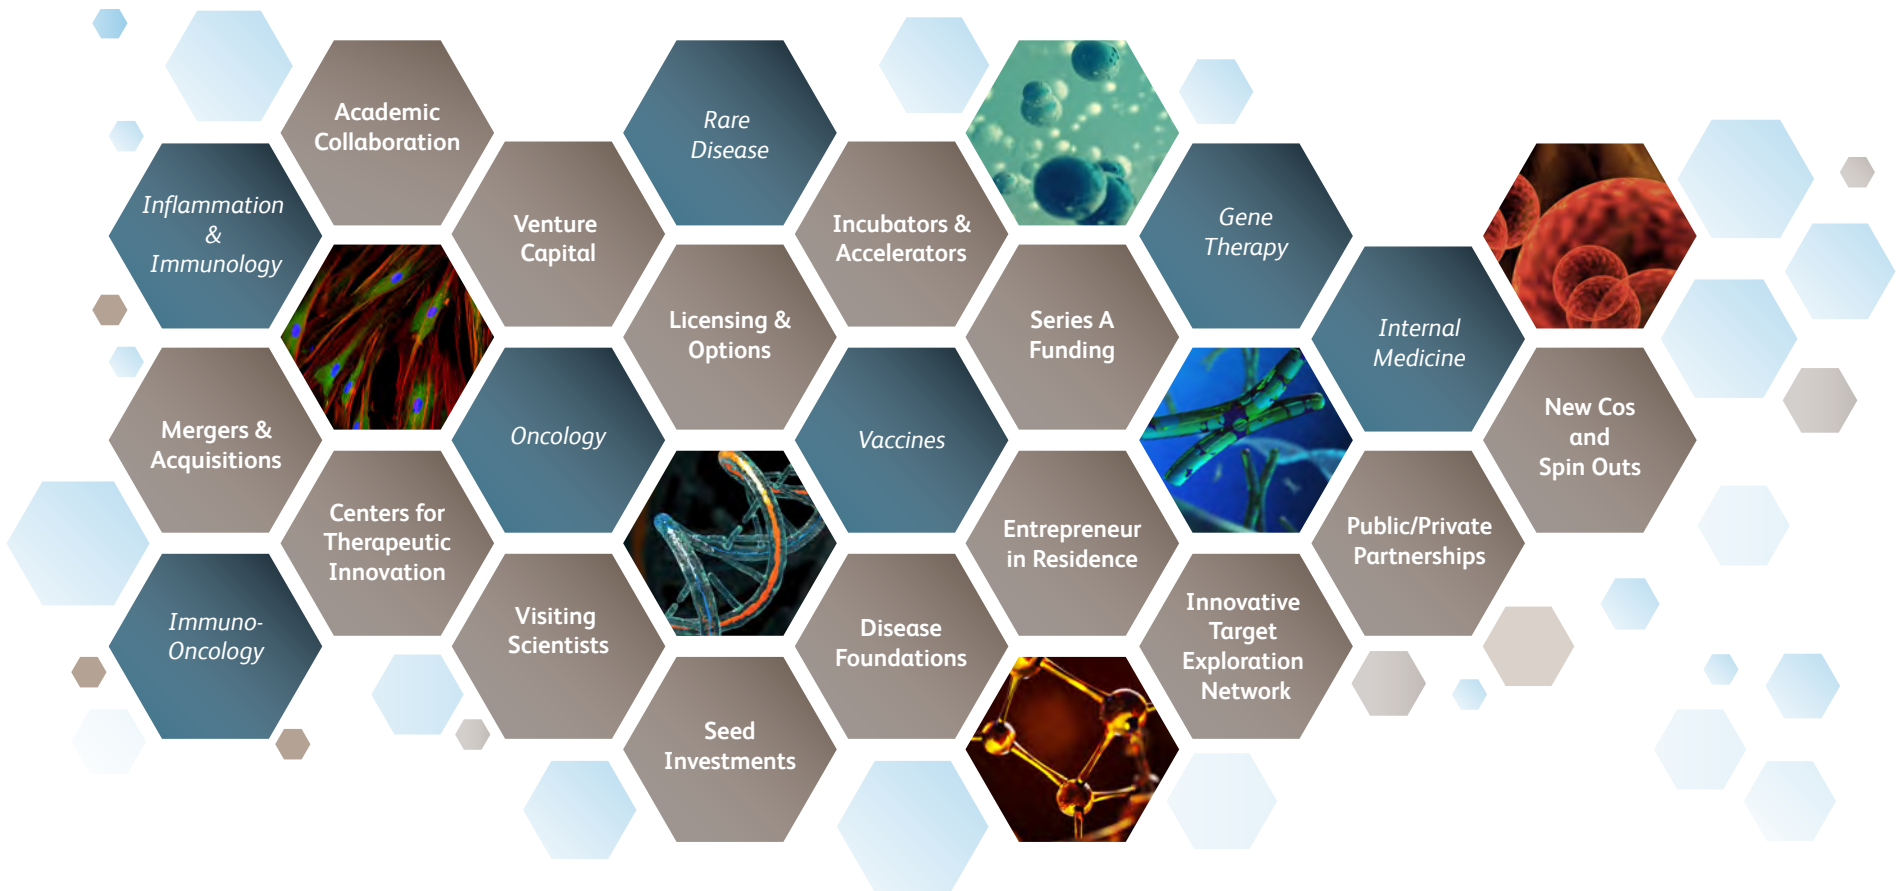 Academic
Collaboration
Rare
Disease
Inflammation
&
Immunology
Venture
Capital
Incubators &
Accelerators
Gene
Therapy
Licensing &
Options
Series A
Funding
Internal
Medicine
Mergers &
Acquisitions
Oncology
Vaccines
New Cos
and
Spin Outs
Centers for
Therapeutic
Innovation
Entrepreneur
in Residence
Public/Private
Partnerships
Immuno-
Oncology
Visiting
Scientists
Disease
Foundations
Innovative
Target
Exploration
Network
Seed
Investments